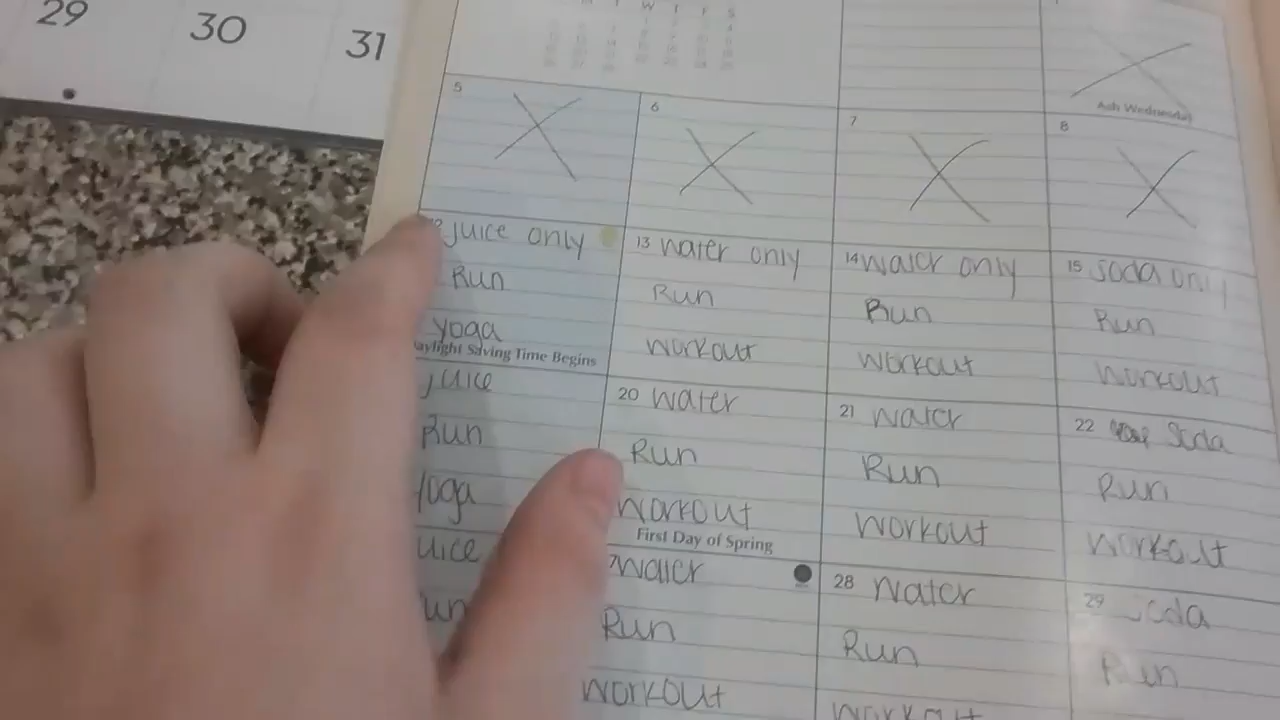 29 30 31
W
S
Ash Wednesday
5 6 7 8
juice only
13 water only
14 water only
15 Soda only
Run
Run
Run
Run
yoga
workout
workout
workout
Daylight Saving Time Begins
juice
20 water
21 water
22 Soda
Run
Run
Run
Run
Yoga
workout
workout
workout
First Day of Spring
juice
water
28 water
29 Soda
Run
Run
Run
Run
workout
workout